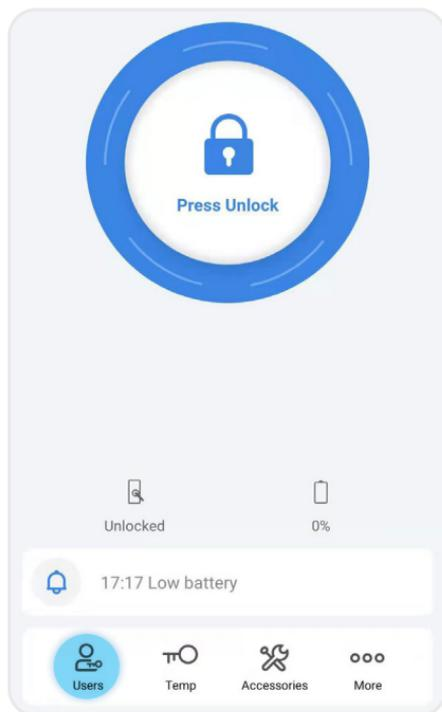 Press Unlock
Unlocked
0%
17:17 Low battery
Users
Temp
Accessories
More